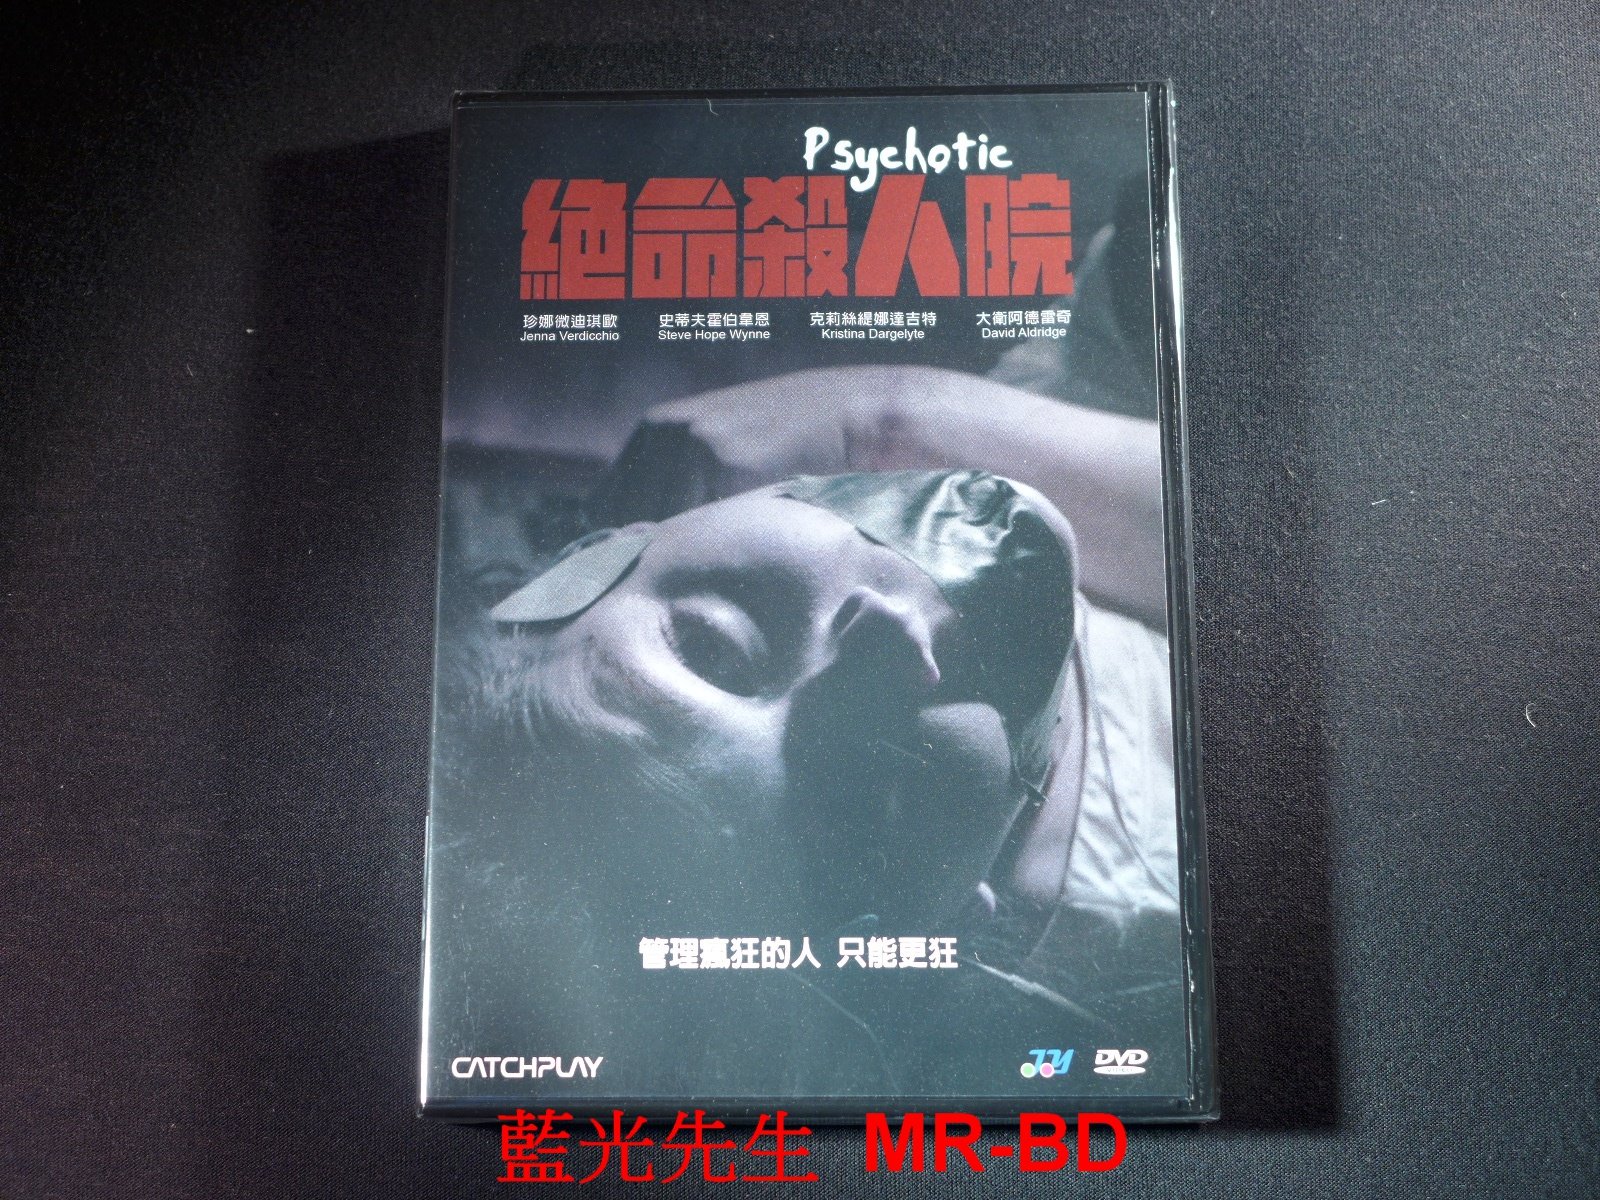 Psychotic
絕命殺人院
珍娜微迪琪歐 史蒂夫霍伯韋恩 克莉絲緹娜達吉特 大衛阿德雷奇
Jenna Verdicchio Steve Hope Wynne Kristina Dargelyte David Aldridge
管理瘋狂的人 只能更狂
CATCHPLAY JY DVD
藍光先生 MR-BD